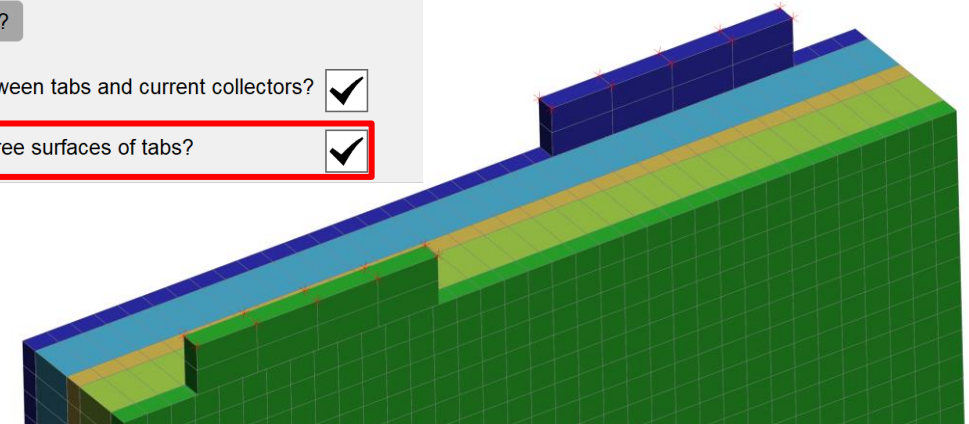 ?
ween tabs and current collectors?
ree surfaces of tabs?